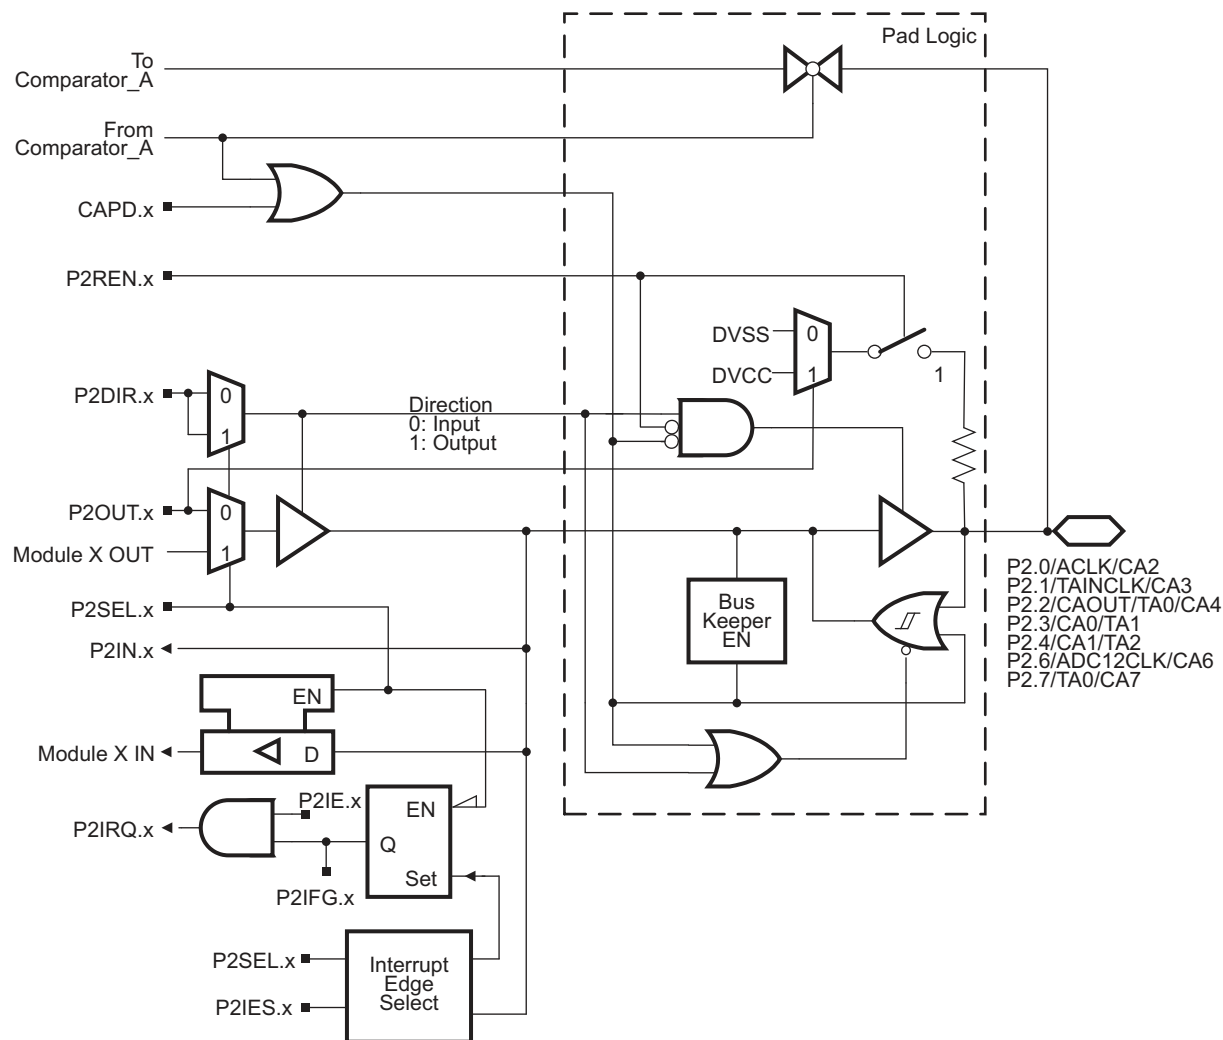 Pad Logic
To
Comparator_A
From
Comparator_A
CAPD.x
P2REN.x
DVSS
0
DVCC
1
1
P2DIR.x
0
1
Direction
0: Input
1: Output
P2OUT.x
0
Module X OUT
1
P2SEL.x
P2IN.x
Bus
Keeper
EN
P2.0/ACLK/CA2
P2.1/TAINCLK/CA3
P2.2/CAOUT/TA0/CA4
P2.3/CA0/TA1
P2.4/CA1/TA2
P2.6/ADC12CLK/CA6
P2.7/TA0/CA7
EN
Module X IN
D
P2IE.x
EN
P2IRQ.x
Q
Set
P2IFG.x
P2SEL.x
P2IES.x
Interrupt
Edge
Select